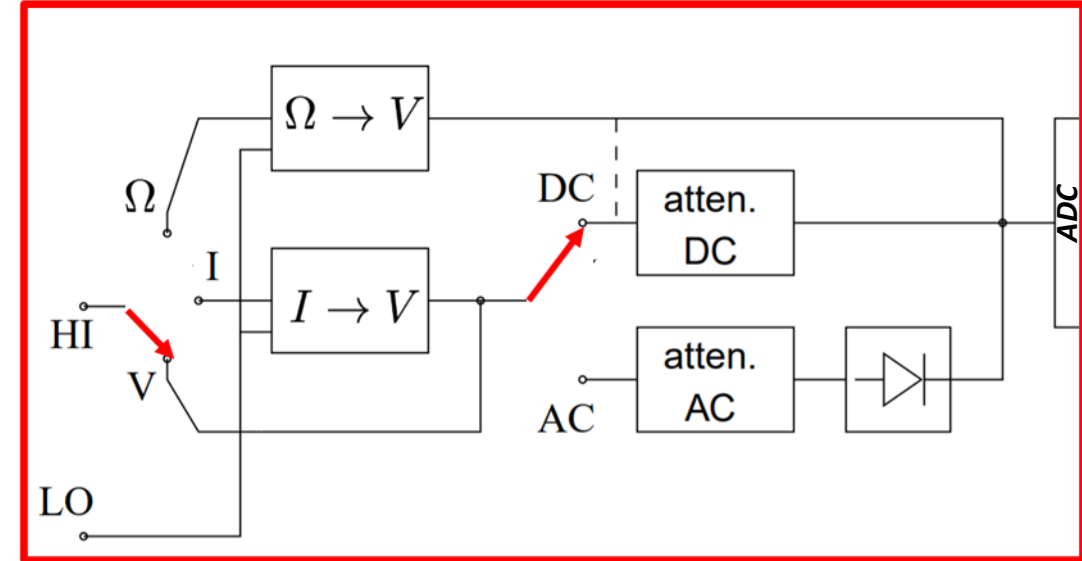 Ω → V
Ω
DC
atten.
DC
ADC
I
I → V
HI
V
atten.
AC
AC
LO